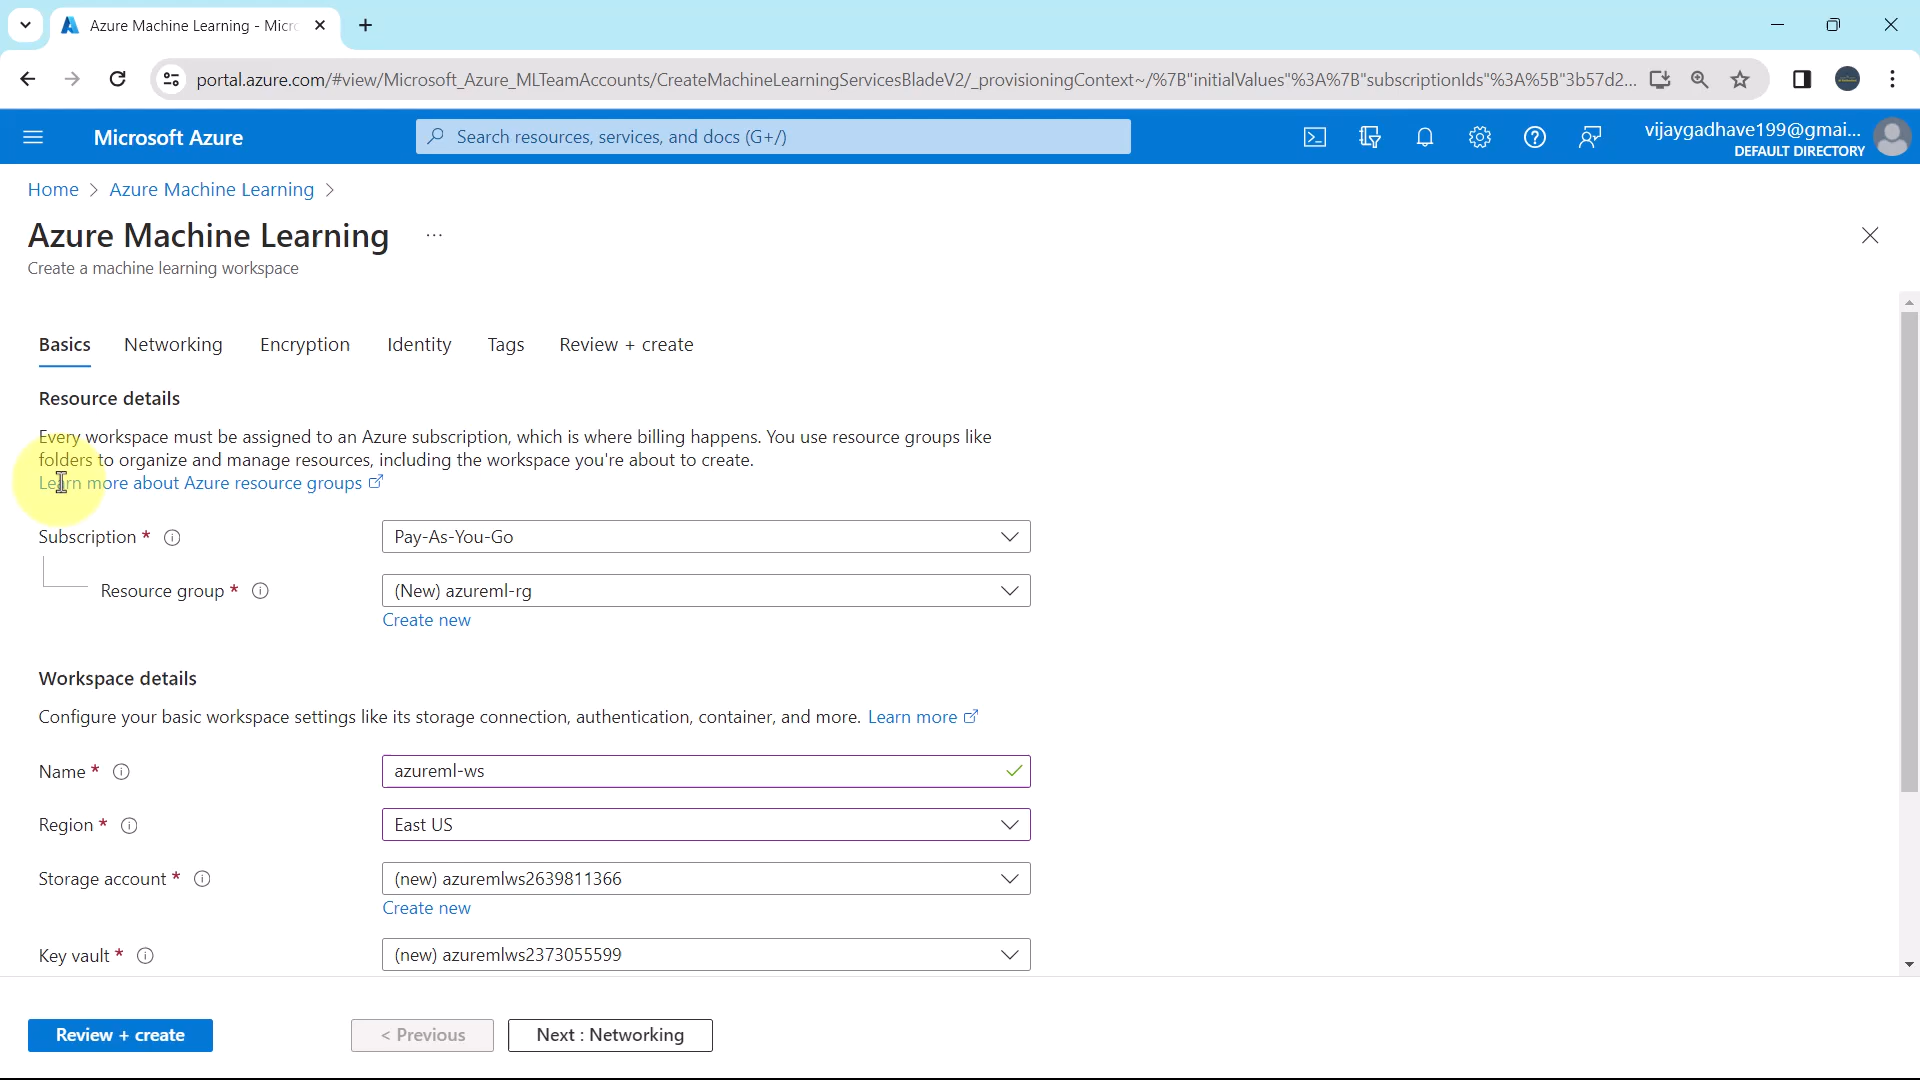 Azure Machine Learning - Micro
portal.azure.com/#view/Microsoft_Azure_MLTeamAccounts/CreateMachineLearningServicesBladeV2/_provisioningContext~/%7B"initialValues"%3A%7B"subscriptionIds"%3A%5B"3b57d2...
Microsoft Azure
Search resources, services, and docs (G+/)
vijaygadhave199@gmai...
DEFAULT DIRECTORY
Home > Azure Machine Learning >
Azure Machine Learning ...
Create a machine learning workspace
Basics Networking Encryption Identity Tags Review + create
Resource details
Every workspace must be assigned to an Azure subscription, which is where billing happens. You use resource groups like
folders to organize and manage resources, including the workspace you're about to create.
Learn more about Azure resource groups
Subscription * Pay-As-You-Go
Resource group * (New) azureml-rg
Create new
Workspace details
Configure your basic workspace settings like its storage connection, authentication, container, and more. Learn more
Name * azureml-ws
Region * East US
Storage account * (new) azuremlws2639811366
Create new
Key vault * (new) azuremlws2373055599
Review + create < Previous Next : Networking